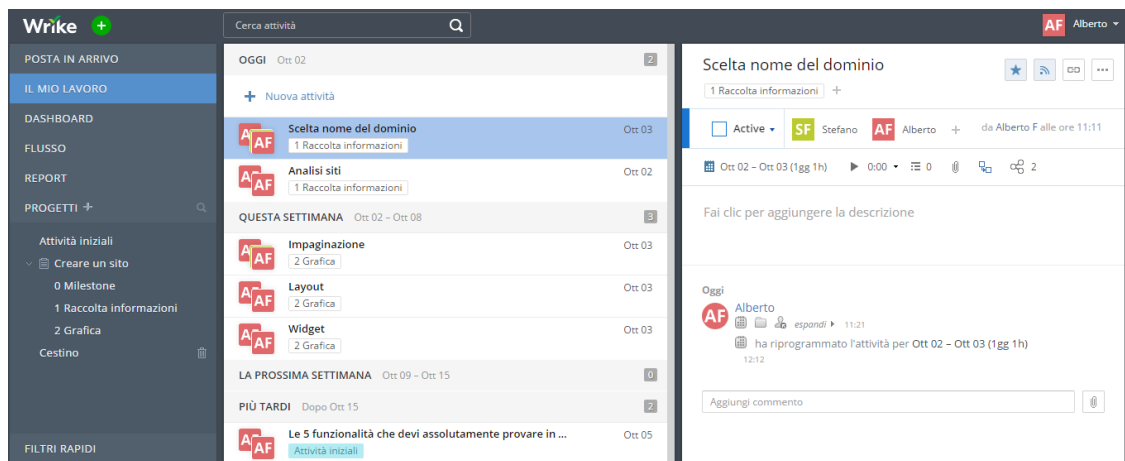 Wrike
Cerca attività
AF Alberto
POSTA IN ARRIVO
IL MIO LAVORO
DASHBOARD
FLUSSO
REPORT
PROGETTI +
Attività iniziali
Creare un sito
0 Milestone
1 Raccolta informazioni
2 Grafica
Cestino
FILTRI RAPIDI
OGGI Ott 02 2
+ Nuova attività
AF Scelta nome del dominio Ott 03
1 Raccolta informazioni
AF Analisi siti Ott 02
1 Raccolta informazioni
QUESTA SETTIMANA Ott 02 – Ott 08 3
AF Impaginazione Ott 03
2 Grafica
AF Layout Ott 03
2 Grafica
AF Widget Ott 03
2 Grafica
LA PROSSIMA SETTIMANA Ott 09 – Ott 15 0
PIÙ TARDI Dopo Ott 15 2
AF Le 5 funzionalità che devi assolutamente provare in ... Ott 05
Attività iniziali
Scelta nome del dominio
1 Raccolta informazioni +
Active SF Stefano AF Alberto + da Alberto F alle ore 11:11
Ott 02 – Ott 03 (1gg 1h) 0:00 0 2
Fai clic per aggiungere la descrizione
Oggi
AF Alberto
espandi 11:21
ha riprogrammato l'attività per Ott 02 – Ott 03 (1gg 1h)
12:12
Aggiungi commento